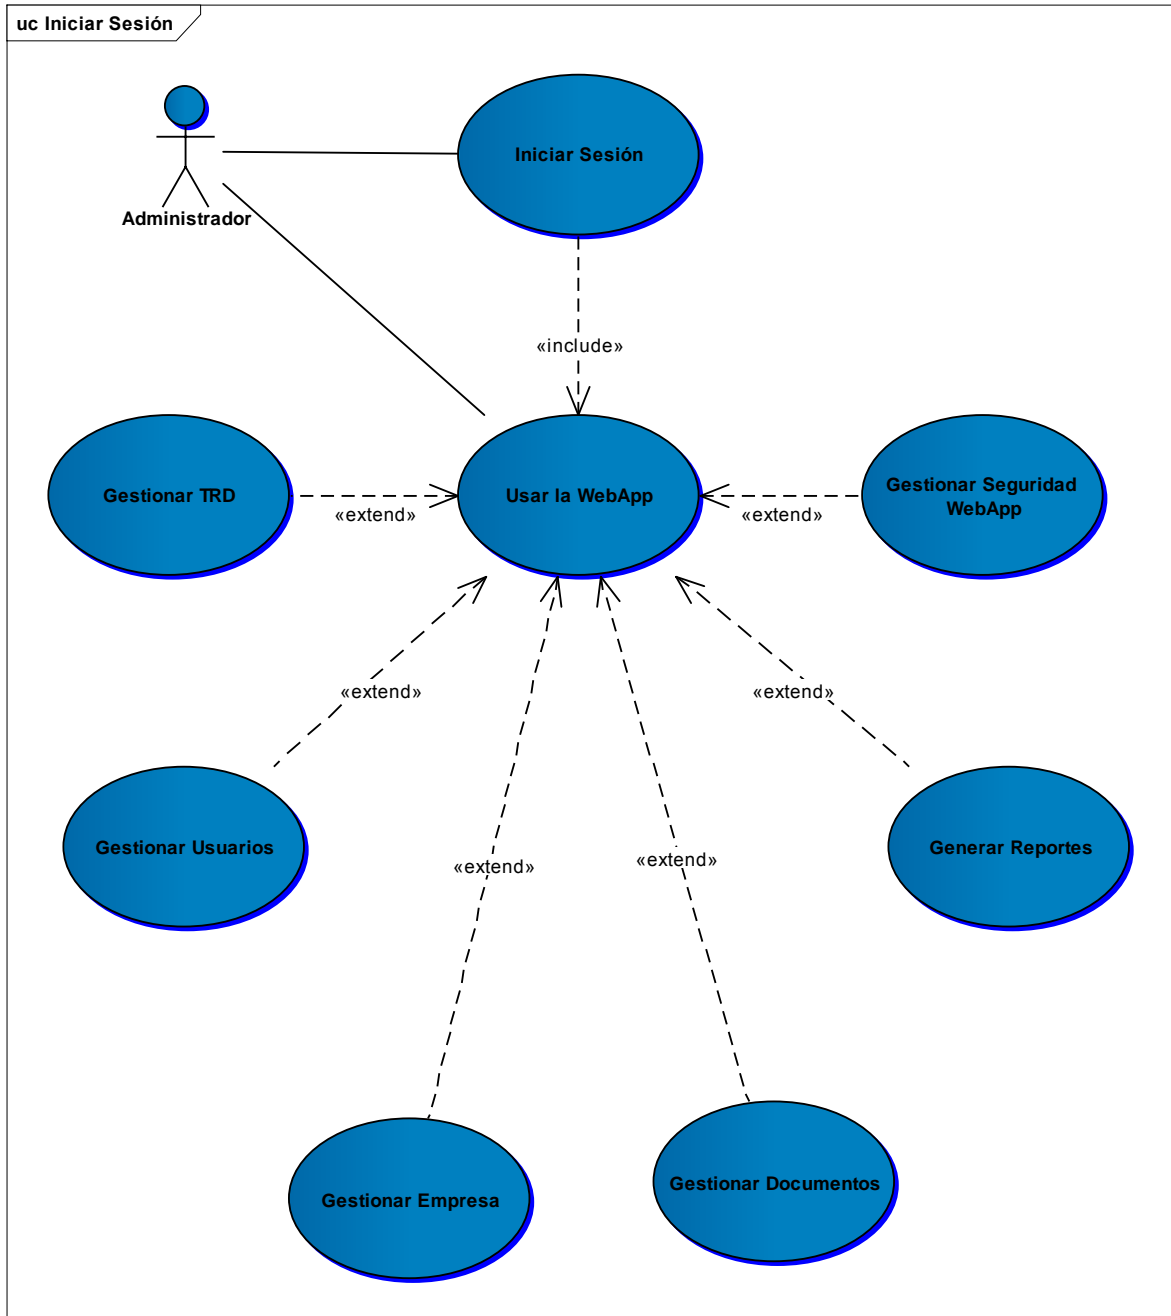 uc Iniciar Sesión
Administrador
Iniciar Sesión
«include»
Gestionar TRD
«extend»
Usar la WebApp
«extend»
Gestionar Seguridad
WebApp
«extend»
«extend»
Gestionar Usuarios
«extend»
«extend»
Generar Reportes
Gestionar Empresa
Gestionar Documentos